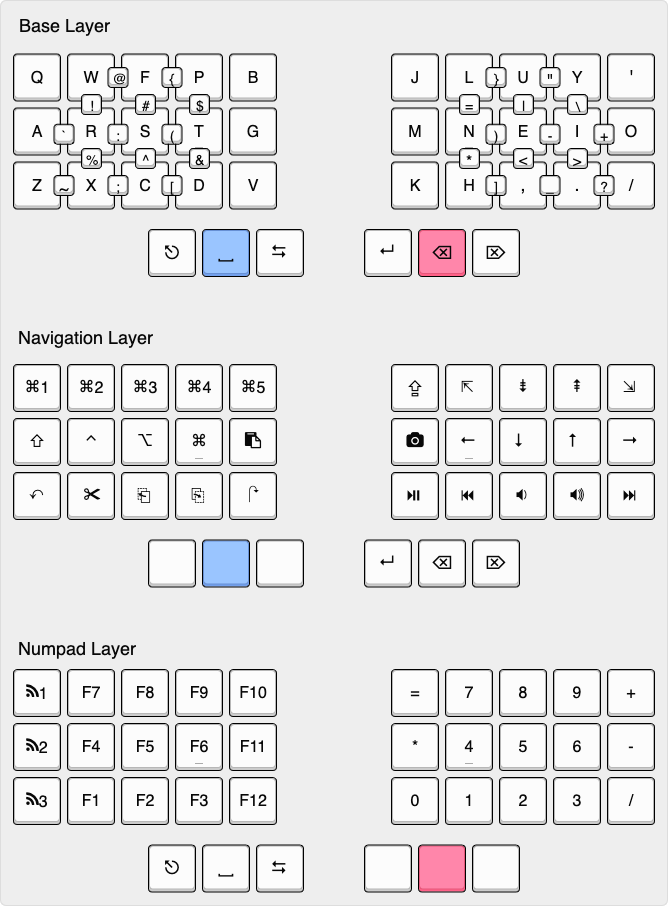 Base Layer
Q W @ F { P B J L } U " Y '
! # $ = | \
A ` R : S ( T G M N ) E - I + O
% ^ & * < >
Z ~ X ; C [ D V K H ] , _ . ? /
⎋ ⎵ ⇆ ↵ ⌫ ⌦
Navigation Layer
⌘1 ⌘2 ⌘3 ⌘4 ⌘5 ⇪ ⇱ ⇟ ⇞ ⇲
⇧ ^ ⌥ ⌘ ← ↓ ↑ →
↵ ⌫ ⌦
Numpad Layer
1 F7 F8 F9 F10 = 7 8 9 +
2 F4 F5 F6 F11 * 4 5 6 -
3 F1 F2 F3 F12 0 1 2 3 /
⎋ ⎵ ⇆